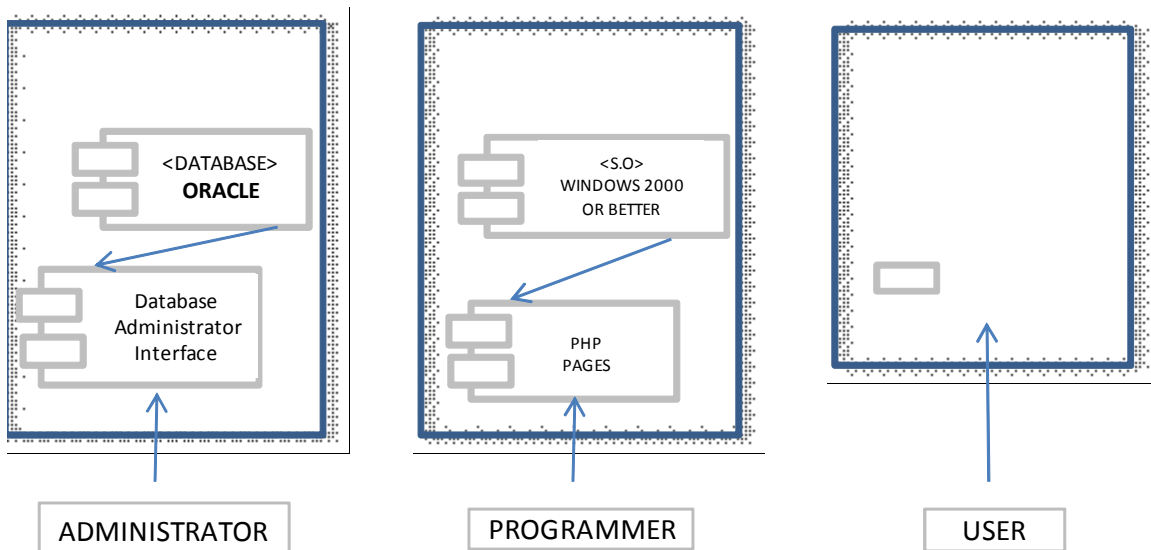 <DATABASE>
ORACLE
Database
Administrator
Interface
ADMINISTRATOR
<S.O>
WINDOWS 2000
OR BETTER
PHP
PAGES
PROGRAMMER
USER